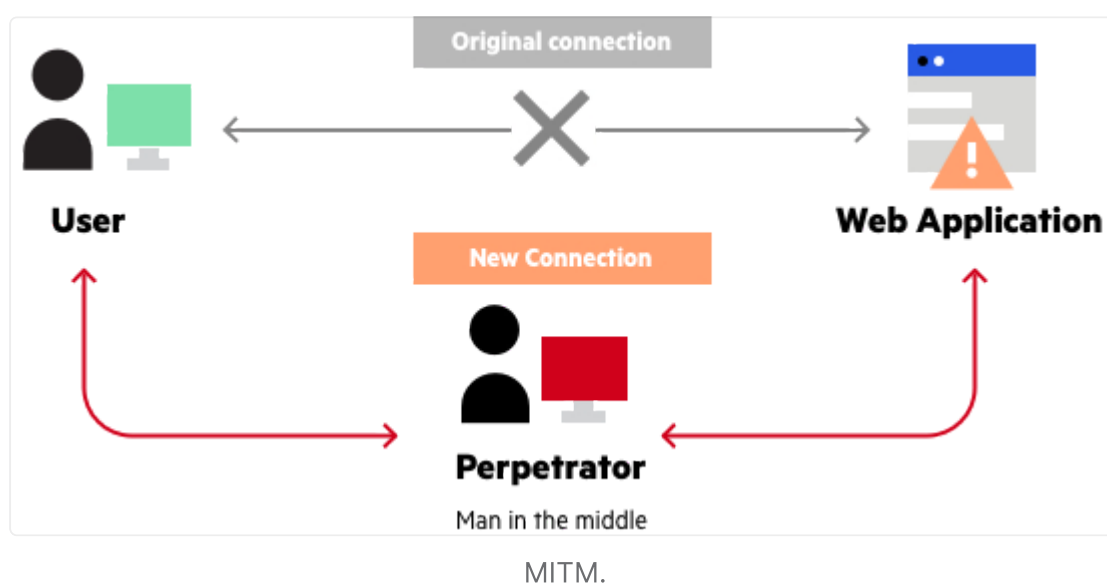 Original connection
User
Web Application
New Connection
Perpetrator
Man in the middle
MITM.